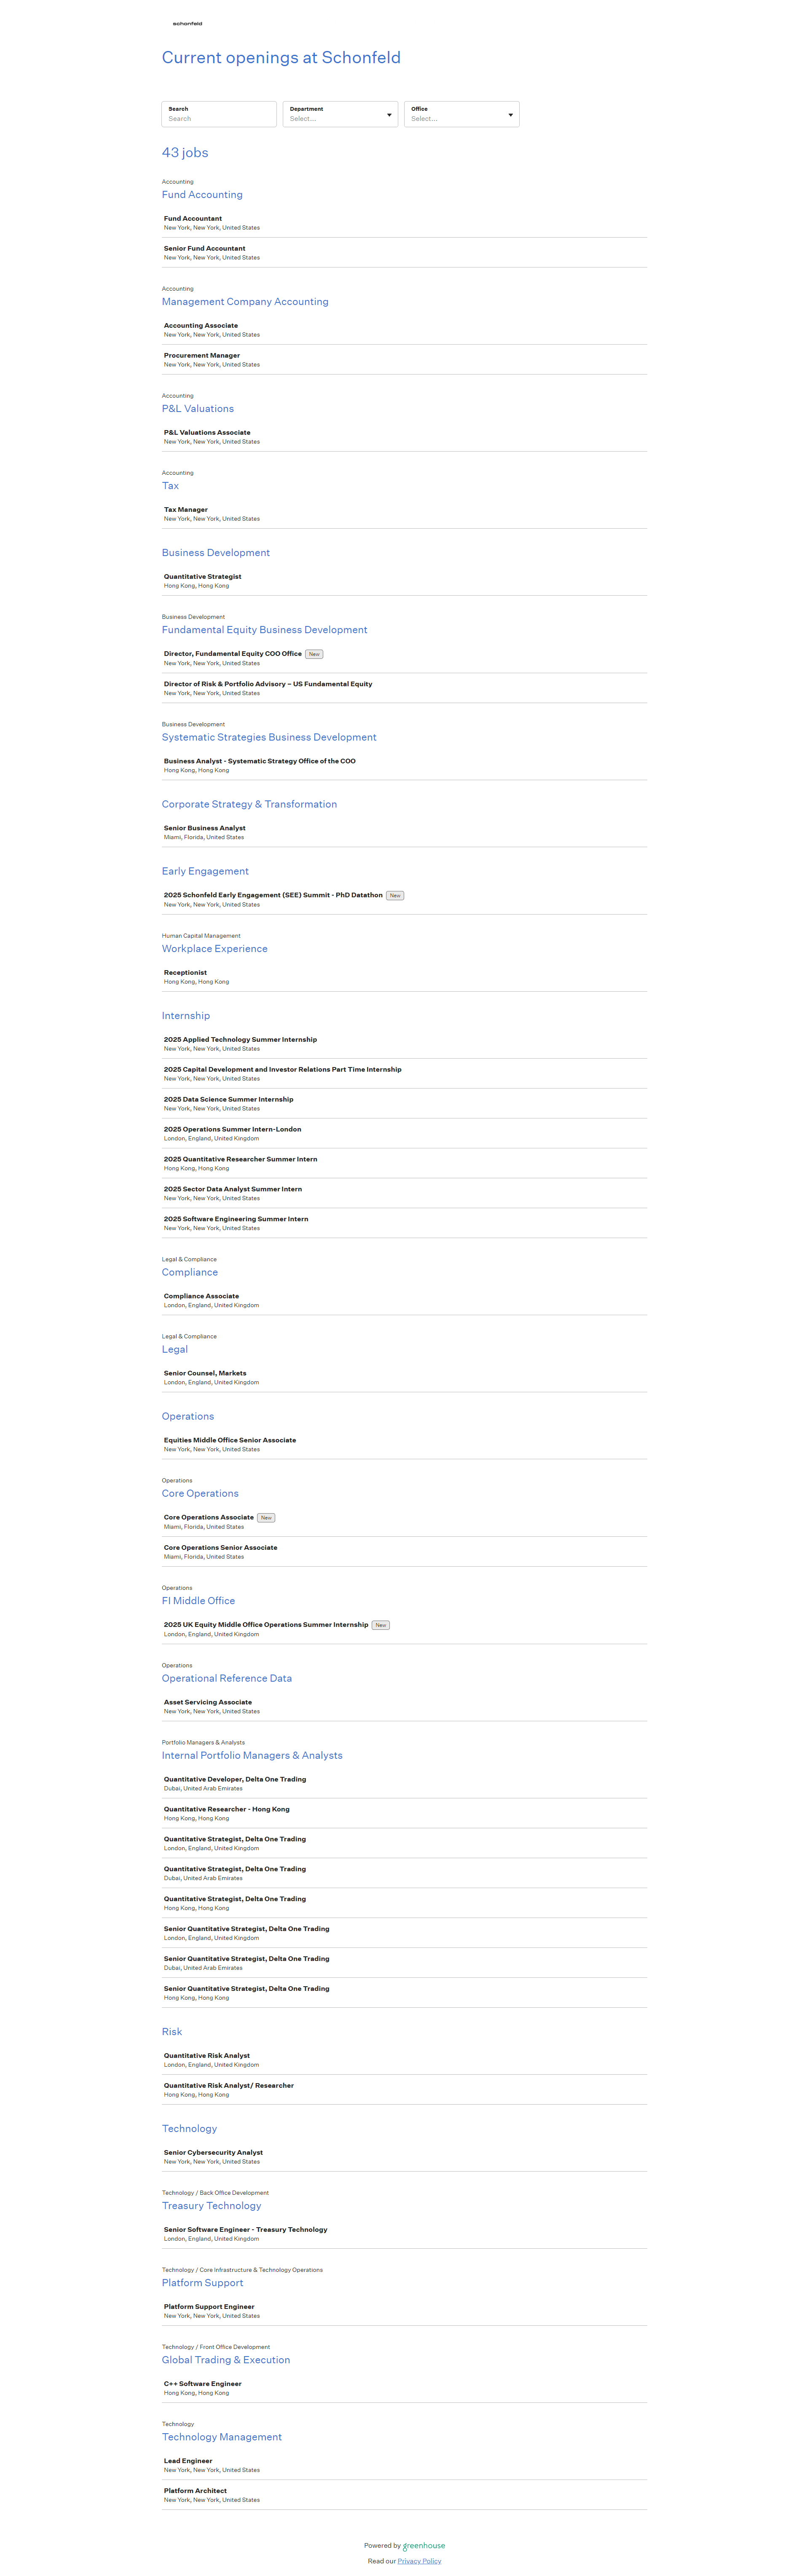 schonfeld
Current openings at Schonfeld
Search
Search
Department
Select...
Office
Select...
43 jobs
Accounting
Fund Accounting
Fund Accountant
New York, New York, United States
Senior Fund Accountant
New York, New York, United States
Accounting
Management Company Accounting
Accounting Associate
New York, New York, United States
Procurement Manager
New York, New York, United States
Accounting
P&L Valuations
P&L Valuations Associate
New York, New York, United States
Accounting
Tax
Tax Manager
New York, New York, United States
Business Development
Quantitative Strategist
Hong Kong, Hong Kong
Business Development
Fundamental Equity Business Development
Director, Fundamental Equity COO Office New
New York, New York, United States
Director of Risk & Portfolio Advisory – US Fundamental Equity
New York, New York, United States
Business Development
Systematic Strategies Business Development
Business Analyst - Systematic Strategy Office of the COO
Hong Kong, Hong Kong
Corporate Strategy & Transformation
Senior Business Analyst
Miami, Florida, United States
Early Engagement
2025 Schonfeld Early Engagement (SEE) Summit - PhD Datathon New
New York, New York, United States
Human Capital Management
Workplace Experience
Receptionist
Hong Kong, Hong Kong
Internship
2025 Applied Technology Summer Internship
New York, New York, United States
2025 Capital Development and Investor Relations Part Time Internship
New York, New York, United States
2025 Data Science Summer Internship
New York, New York, United States
2025 Operations Summer Intern-London
London, England, United Kingdom
2025 Quantitative Researcher Summer Intern
Hong Kong, Hong Kong
2025 Sector Data Analyst Summer Intern
New York, New York, United States
2025 Software Engineering Summer Intern
New York, New York, United States
Legal & Compliance
Compliance
Compliance Associate
London, England, United Kingdom
Legal & Compliance
Legal
Senior Counsel, Markets
London, England, United Kingdom
Operations
Equities Middle Office Senior Associate
New York, New York, United States
Operations
Core Operations
Core Operations Associate New
Miami, Florida, United States
Core Operations Senior Associate
Miami, Florida, United States
Operations
FI Middle Office
2025 UK Equity Middle Office Operations Summer Internship New
London, England, United Kingdom
Operations
Operational Reference Data
Asset Servicing Associate
New York, New York, United States
Portfolio Managers & Analysts
Internal Portfolio Managers & Analysts
Quantitative Developer, Delta One Trading
Dubai, United Arab Emirates
Quantitative Researcher - Hong Kong
Hong Kong, Hong Kong
Quantitative Strategist, Delta One Trading
London, England, United Kingdom
Quantitative Strategist, Delta One Trading
Dubai, United Arab Emirates
Quantitative Strategist, Delta One Trading
Hong Kong, Hong Kong
Senior Quantitative Strategist, Delta One Trading
London, England, United Kingdom
Senior Quantitative Strategist, Delta One Trading
Dubai, United Arab Emirates
Senior Quantitative Strategist, Delta One Trading
Hong Kong, Hong Kong
Risk
Quantitative Risk Analyst
London, England, United Kingdom
Quantitative Risk Analyst/ Researcher
Hong Kong, Hong Kong
Technology
Senior Cybersecurity Analyst
New York, New York, United States
Technology / Back Office Development
Treasury Technology
Senior Software Engineer - Treasury Technology
London, England, United Kingdom
Technology / Core Infrastructure & Technology Operations
Platform Support
Platform Support Engineer
New York, New York, United States
Technology / Front Office Development
Global Trading & Execution
C++ Software Engineer
Hong Kong, Hong Kong
Technology
Technology Management
Lead Engineer
New York, New York, United States
Platform Architect
New York, New York, United States
Powered by greenhouse
Read our Privacy Policy